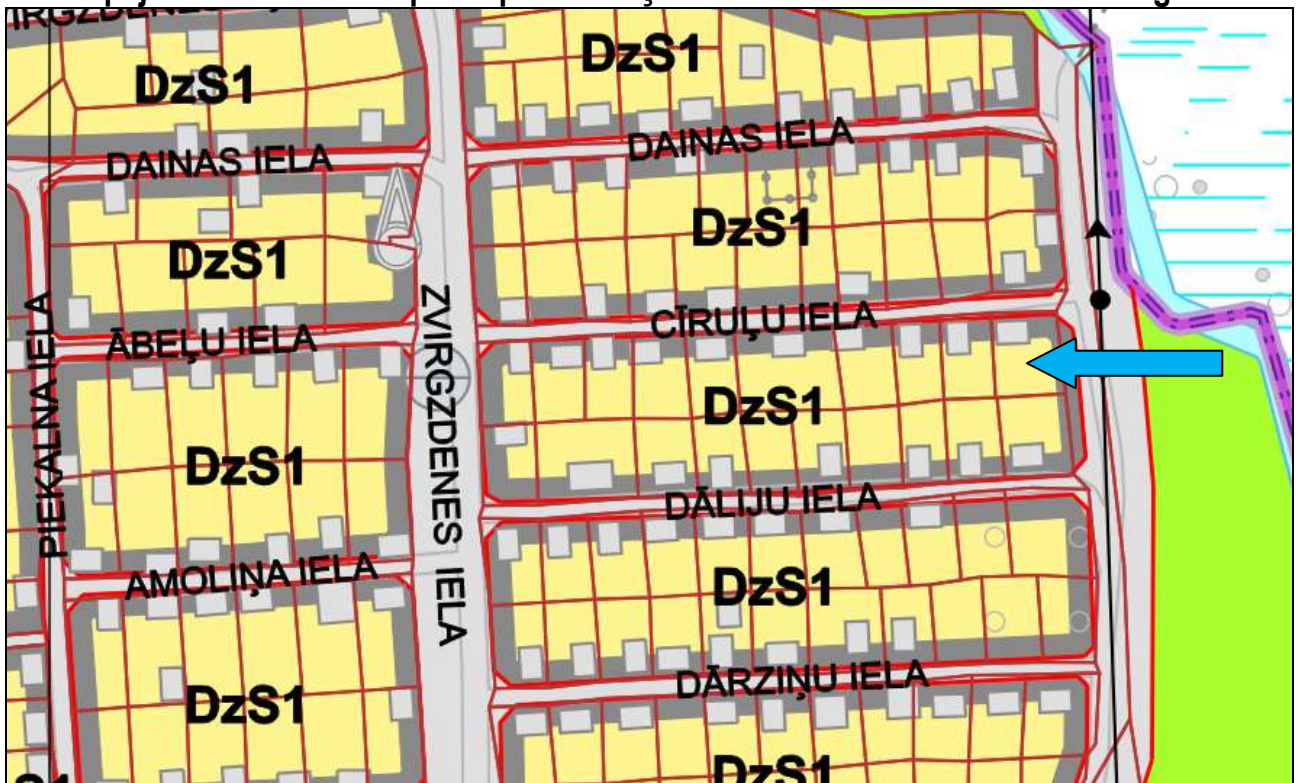 DzS1
DzS1
DAINAS IELA
DAINAS IELA
DzS1
DzS1
PIEKALNA IELA
ĀBEĻU IELA
ZVIRGZDENES IELA
CĪRUĻU IELA
DzS1
DzS1
DĀLIJU IELA
AMOLIŅA IELA
DzS1
DzS1
DĀRZIŅU IELA
DzS1